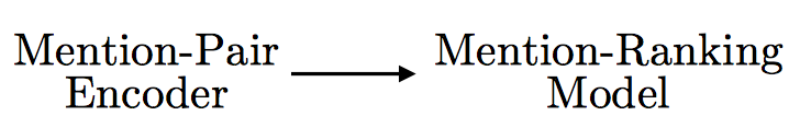 Mention-Pair
Encoder
Mention-Ranking
Model